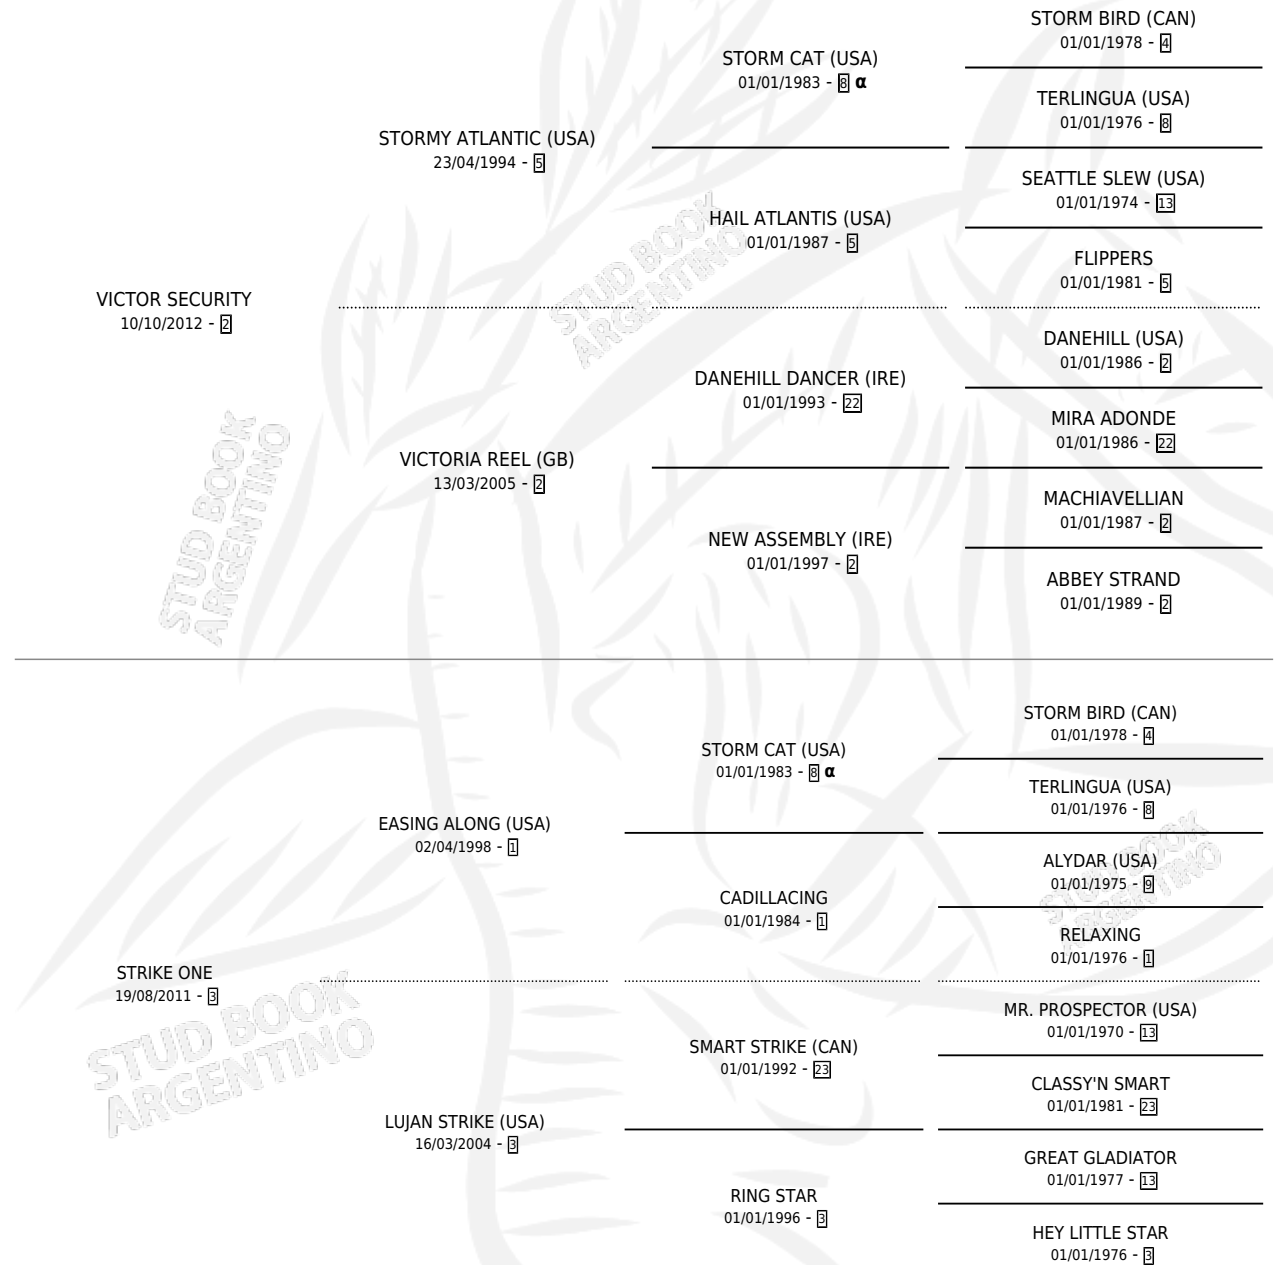 STORM BIRD (CAN)
01/01/1978 - 4
STORM CAT (USA)
01/01/1983 - 8 α
TERLINGUA (USA)
01/01/1976 - 8
STORMY ATLANTIC (USA)
23/04/1994 - 5
SEATTLE SLEW (USA)
01/01/1974 - 13
HAIL ATLANTIS (USA)
01/01/1987 - 5
FLIPPERS
01/01/1981 - 5
VICTOR SECURITY
10/10/2012 - 2
DANEHILL (USA)
01/01/1986 - 2
DANEHILL DANCER (IRE)
01/01/1993 - 22
MIRA ADONDE
01/01/1986 - 22
VICTORIA REEL (GB)
13/03/2005 - 2
MACHIAVELLIAN
01/01/1987 - 2
NEW ASSEMBLY (IRE)
01/01/1997 - 2
ABBEY STRAND
01/01/1989 - 2
STORM BIRD (CAN)
01/01/1978 - 4
STORM CAT (USA)
01/01/1983 - 8 α
TERLINGUA (USA)
01/01/1976 - 8
EASING ALONG (USA)
02/04/1998 - 1
ALYDAR (USA)
01/01/1975 - 9
CADILLACING
01/01/1984 - 1
RELAXING
01/01/1976 - 1
STRIKE ONE
19/08/2011 - 3
MR. PROSPECTOR (USA)
01/01/1970 - 13
SMART STRIKE (CAN)
01/01/1992 - 23
CLASSY'N SMART
01/01/1981 - 23
LUJAN STRIKE (USA)
16/03/2004 - 3
GREAT GLADIATOR
01/01/1977 - 13
RING STAR
01/01/1996 - 3
HEY LITTLE STAR
01/01/1976 - 3
STUD BOOK
ARGENTINO
STUD BOOK
ARGENTINO
STUD BOOK
ARGENTINO
STUD BOOK
ARGENTINO